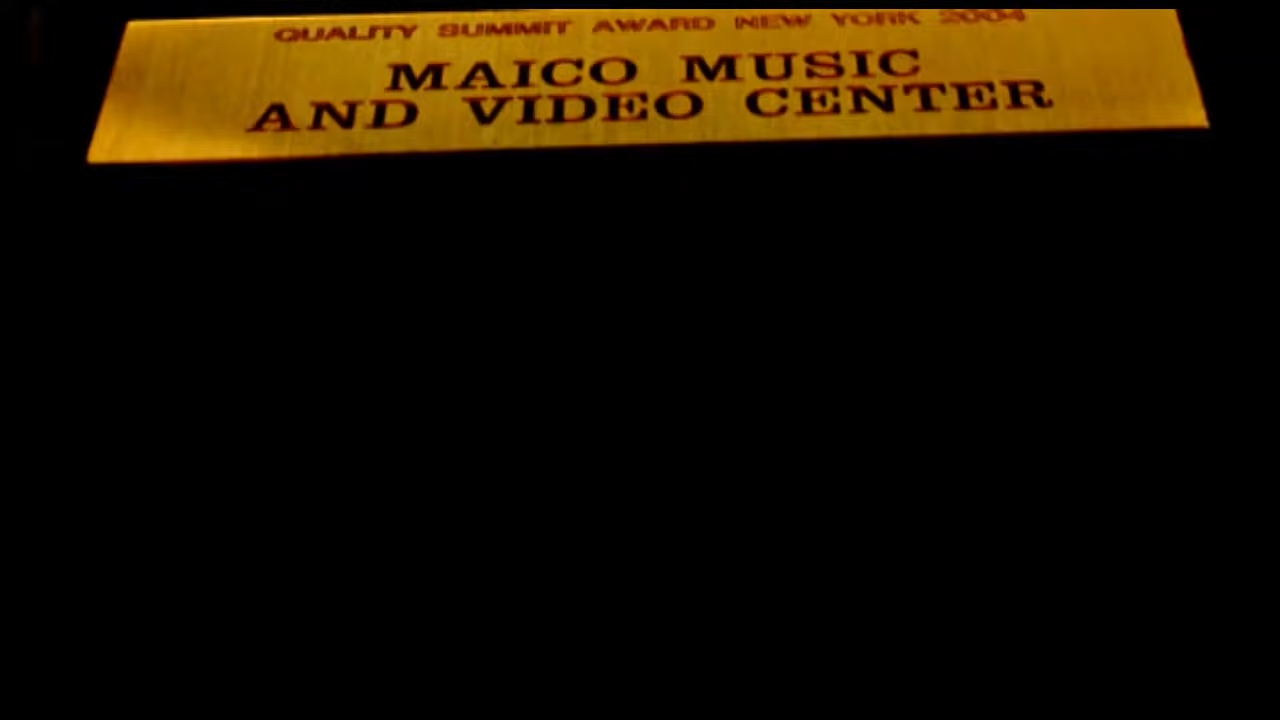 QUALITY SUMMIT AWARD NEW YORK 2004
MAICO MUSIC
AND VIDEO CENTER